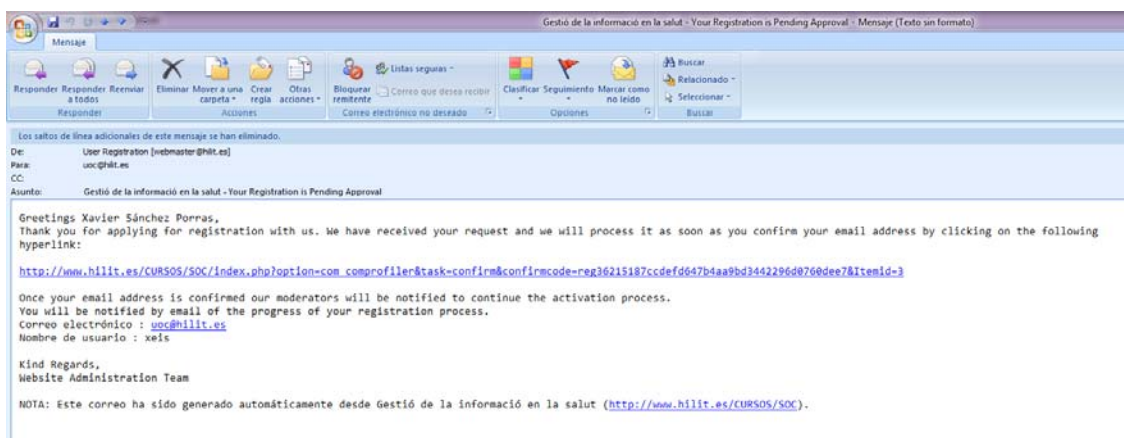 Gestió de la informació en la salut - Your Registration is Pending Approval - Mensaje (Texto sin formato)
Mensaje
Responder Responder a todos Reenviar
Eliminar Mover a una carpeta Crear regla Otras acciones
Bloquear remitente Listas seguras Correo que desea recibir
Clasificar Seguimiento Marcar como no leído
Buscar Relacionado Seleccionar
Responder Acciones Correo electrónico no deseado Opciones Buscar
Los saltos de línea adicionales de este mensaje se han eliminado.
De: User Registration [webmaster@hilit.es]
Para: uoc@hilit.es
CC:
Asunto: Gestió de la informació en la salut - Your Registration is Pending Approval
Greetings Xavier Sánchez Porras,
Thank you for applying for registration with us. We have received your request and we will process it as soon as you confirm your email address by clicking on the following
hyperlink:
http://www.hilit.es/CURSOS/SOC/index.php?option=com_comprofiler&task=confirm&confirmcode=reg36215187ccdefd647b4aa9bd3442296d0760dee7&Itemid=3
Once your email address is confirmed our moderators will be notified to continue the activation process.
You will be notified by email of the progress of your registration process.
Correo electrónico : uoc@hilit.es
Nombre de usuario : xeis
Kind Regards,
Website Administration Team
NOTA: Este correo ha sido generado automáticamente desde Gestió de la informació en la salut (http://www.hilit.es/CURSOS/SOC).